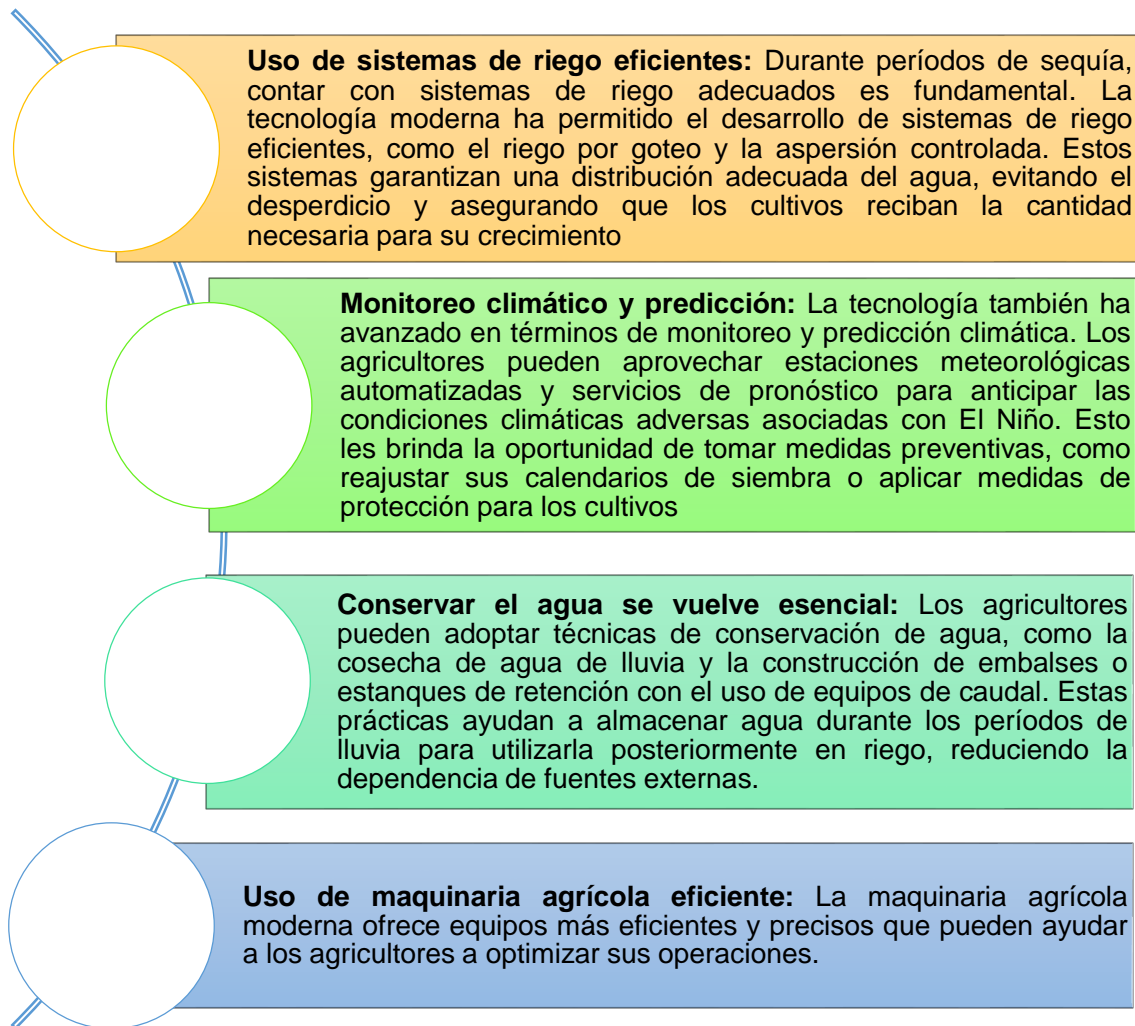 Uso de sistemas de riego eficientes: Durante períodos de sequía,
contar con sistemas de riego adecuados es fundamental. La
tecnología moderna ha permitido el desarrollo de sistemas de riego
eficientes, como el riego por goteo y la aspersión controlada. Estos
sistemas garantizan una distribución adecuada del agua, evitando el
desperdicio y asegurando que los cultivos reciban la cantidad
necesaria para su crecimiento
Monitoreo climático y predicción: La tecnología también ha
avanzado en términos de monitoreo y predicción climática. Los
agricultores pueden aprovechar estaciones meteorológicas
automatizadas y servicios de pronóstico para anticipar las
condiciones climáticas adversas asociadas con El Niño. Esto
les brinda la oportunidad de tomar medidas preventivas, como
reajustar sus calendarios de siembra o aplicar medidas de
protección para los cultivos
Conservar el agua se vuelve esencial: Los agricultores
pueden adoptar técnicas de conservación de agua, como la
cosecha de agua de lluvia y la construcción de embalses o
estanques de retención con el uso de equipos de caudal. Estas
prácticas ayudan a almacenar agua durante los períodos de
lluvia para utilizarla posteriormente en riego, reduciendo la
dependencia de fuentes externas.
Uso de maquinaria agrícola eficiente: La maquinaria agrícola
moderna ofrece equipos más eficientes y precisos que pueden ayudar
a los agricultores a optimizar sus operaciones.